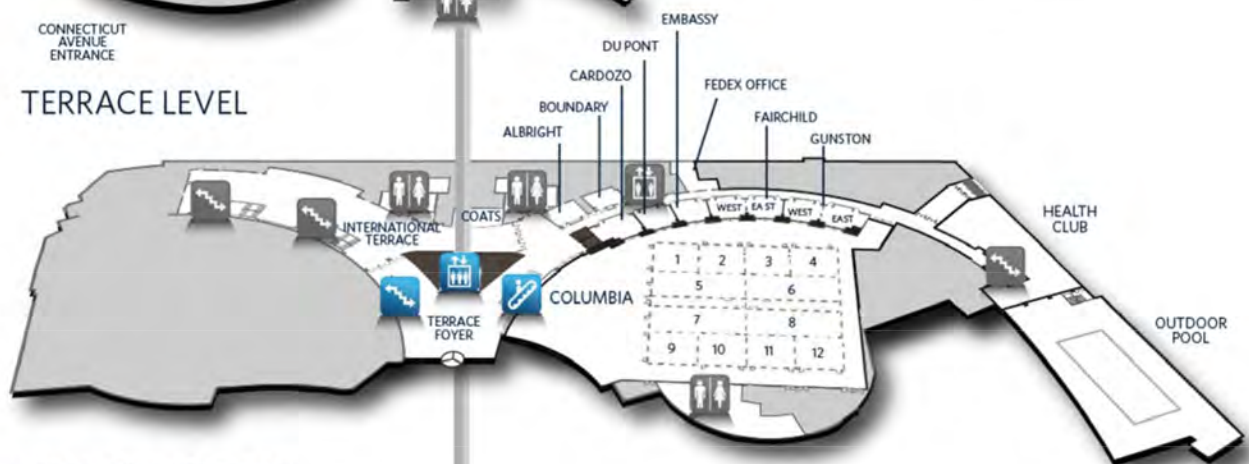 CONNECTICUT
AVENUE
ENTRANCE
TERRACE LEVEL
EMBASSY
DU PONT
CARDOZO
BOUNDARY
ALBRIGHT
FEDEX OFFICE
FAIRCHILD
GUNSTON
WEST
EAST
WEST
EAST
INTERNATIONAL
TERRACE
COATS
HEALTH
CLUB
COLUMBIA
TERRACE
FOYER
1 2 3 4
5 6
7 8
9 10 11 12
OUTDOOR
POOL